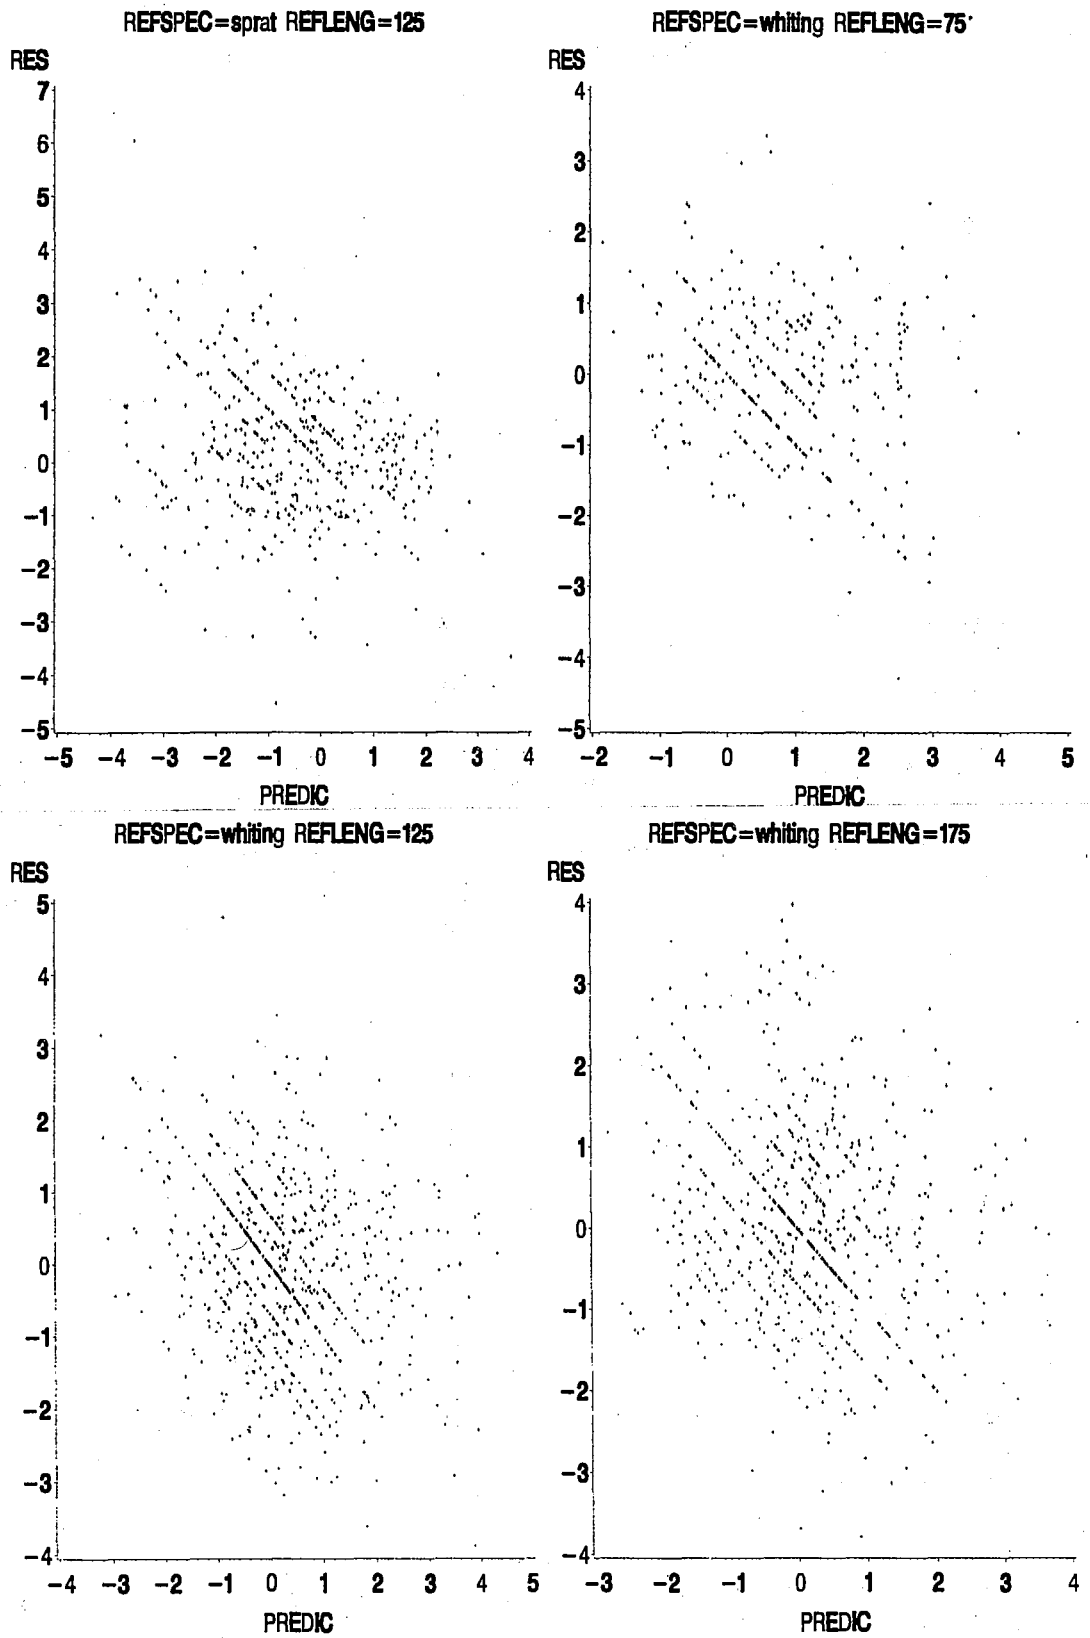 REFSPEC=sprat REFLENG=125
RES
7
6
5
4
3
2
1
0
−1
−2
−3
−4
−5
−5 −4 −3 −2 −1 0 1 2 3 4
PREDIC
REFSPEC=whiting REFLENG=75
RES
4
3
2
1
0
−1
−2
−3
−4
−5
−2 −1 0 1 2 3 4 5
PREDIC
REFSPEC=whiting REFLENG=125
RES
5
4
3
2
1
0
−1
−2
−3
−4
−4 −3 −2 −1 0 1 2 3 4 5
PREDIC
REFSPEC=whiting REFLENG=175
RES
4
3
2
1
0
−1
−2
−3
−4
−3 −2 −1 0 1 2 3 4
PREDIC